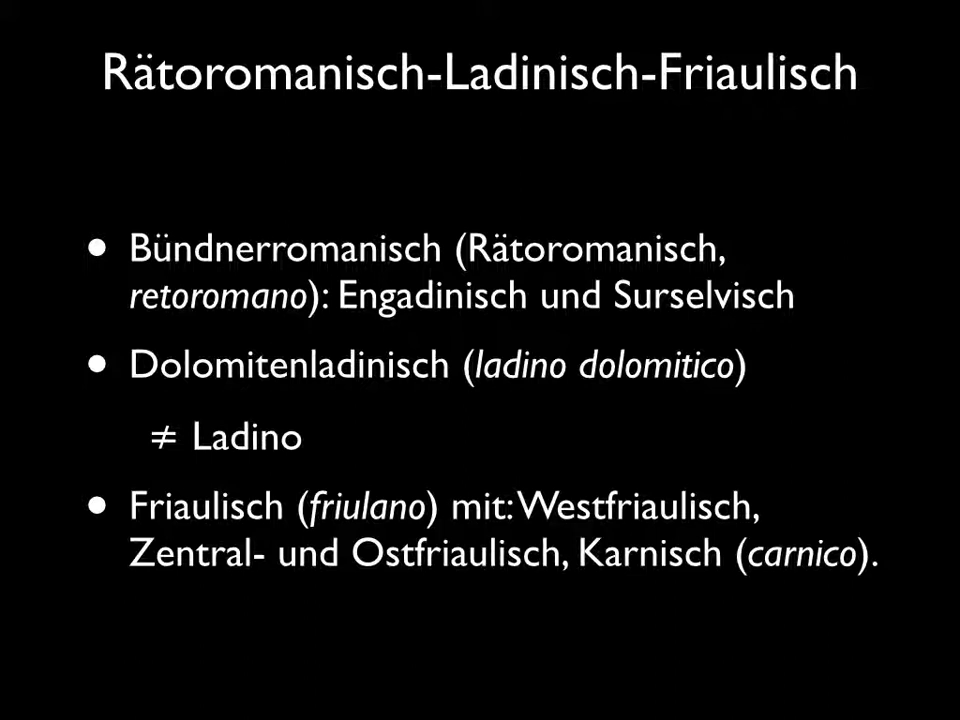 Rätoromanisch-Ladinisch-Friaulisch
• Bündnerromanisch (Rätoromanisch,
retoromano): Engadinisch und Surselvisch
• Dolomitenladinisch (ladino dolomitico)
≠ Ladino
• Friaulisch (friulano) mit: Westfriaulisch,
Zentral- und Ostfriaulisch, Karnisch (carnico).